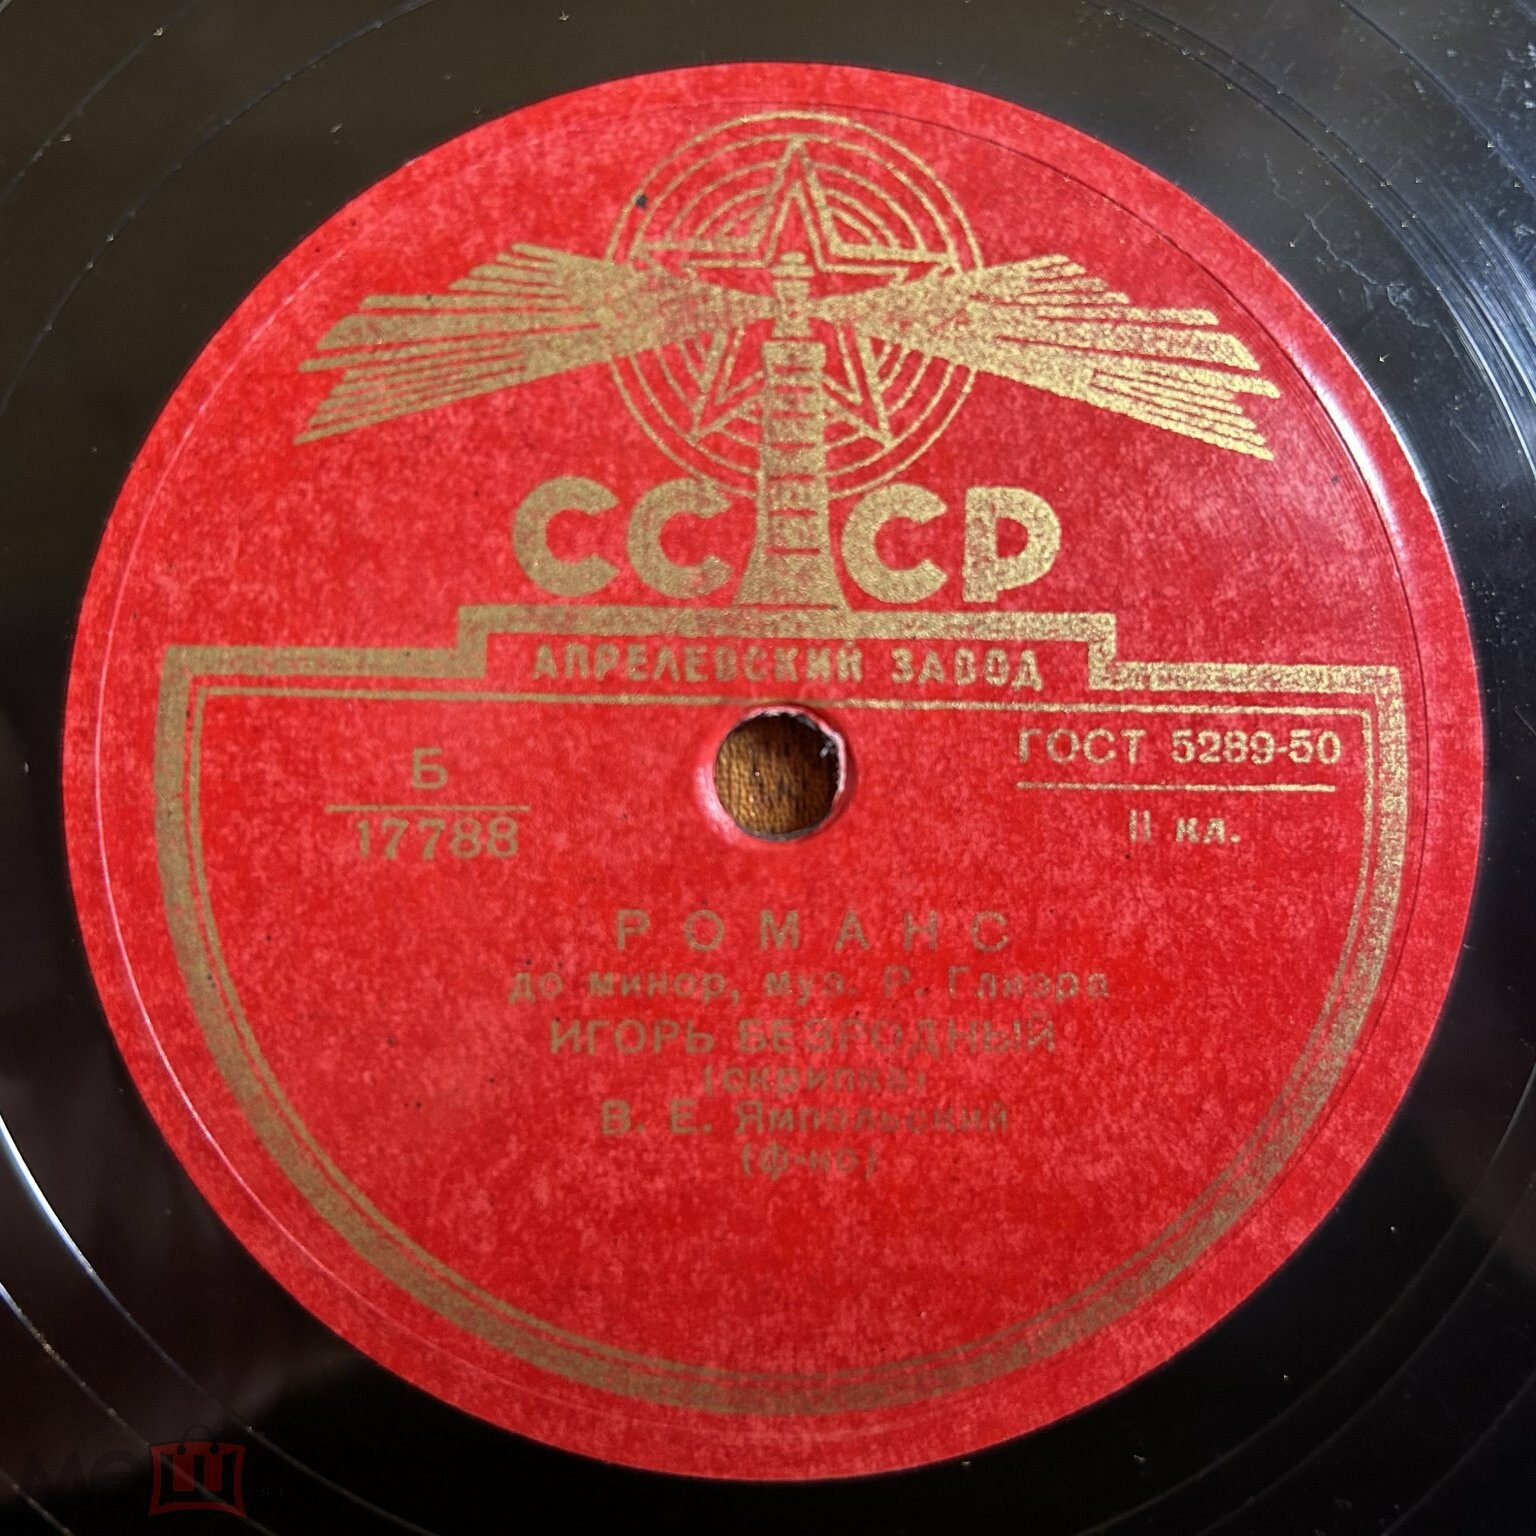 СССР
АПРЕЛЕВСКИЙ ЗАВОД
Б
17788
ГОСТ 5289-50
II кл.
РОМАНС
до минор, муз. Р. Глиэра
ИГОРЬ БЕЗРОДНЫЙ
(скрипка)
В. Е. Ямпольский
(ф-но)